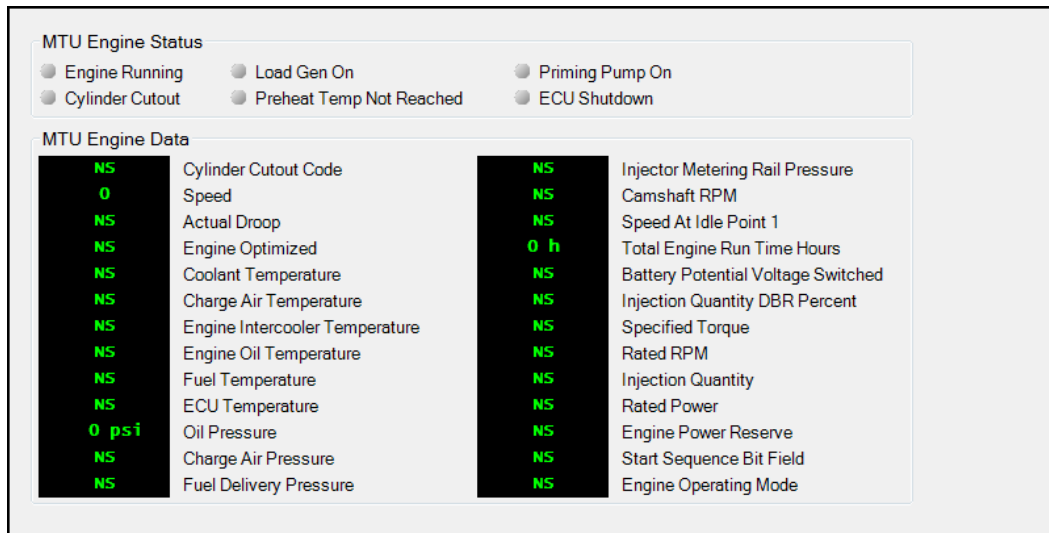 MTU Engine Status
Engine Running Load Gen On Priming Pump On
Cylinder Cutout Preheat Temp Not Reached ECU Shutdown
MTU Engine Data
NS Cylinder Cutout Code NS Injector Metering Rail Pressure
0 Speed NS Camshaft RPM
NS Actual Droop NS Speed At Idle Point 1
NS Engine Optimized 0 h Total Engine Run Time Hours
NS Coolant Temperature NS Battery Potential Voltage Switched
NS Charge Air Temperature NS Injection Quantity DBR Percent
NS Engine Intercooler Temperature NS Specified Torque
NS Engine Oil Temperature NS Rated RPM
NS Fuel Temperature NS Injection Quantity
NS ECU Temperature NS Rated Power
0 psi Oil Pressure NS Engine Power Reserve
NS Charge Air Pressure NS Start Sequence Bit Field
NS Fuel Delivery Pressure NS Engine Operating Mode